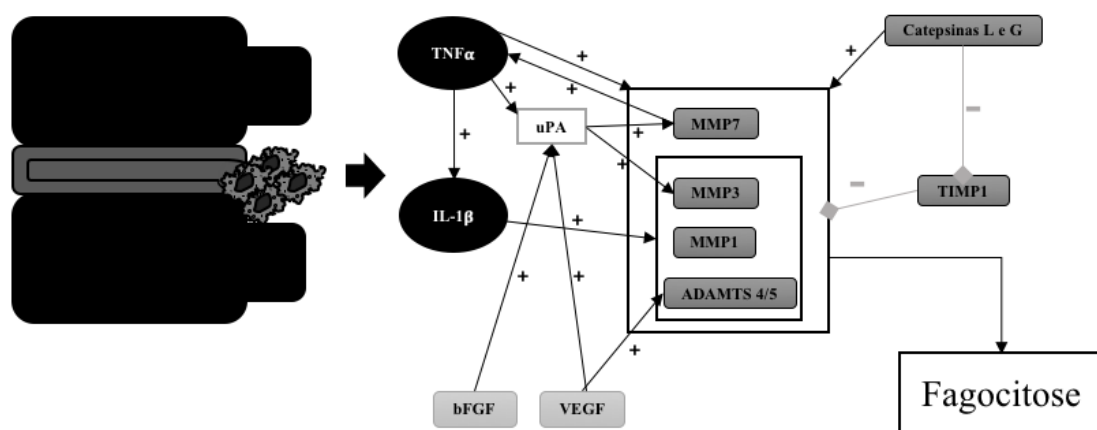 TNFα
Catepsinas L e G
+
+
+
+
+
uPA
MMP7
+
+
+
MMP3
TIMP1
IL-1β
+
MMP1
+
+
ADAMTS 4/5
+
bFGF
VEGF
Fagocitose